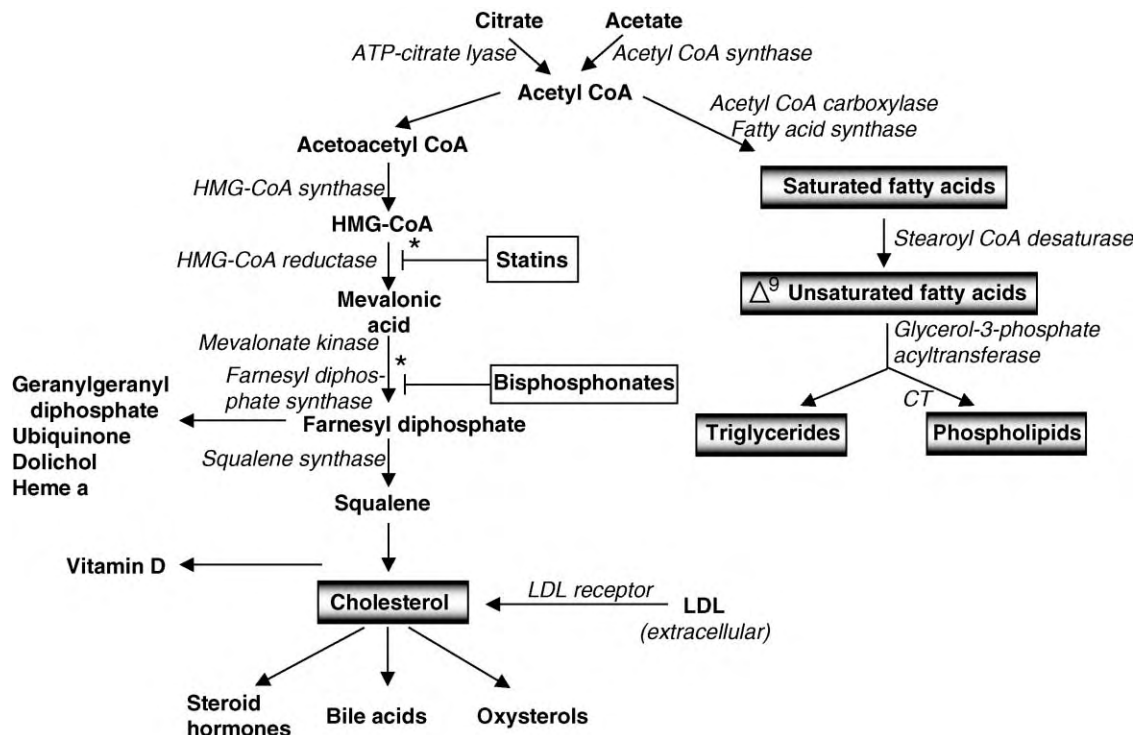 Citrate
Acetate
ATP-citrate lyase
Acetyl CoA synthase
Acetyl CoA
Acetyl CoA carboxylase
Fatty acid synthase
Acetoacetyl CoA
Saturated fatty acids
HMG-CoA synthase
HMG-CoA
Stearoyl CoA desaturase
*
HMG-CoA reductase
Statins
Δ9 Unsaturated fatty acids
Mevalonic
acid
Mevalonate kinase
Glycerol-3-phosphate
acyltransferase
*
Farnesyl diphos-
phate synthase
Bisphosphonates
Geranylgeranyl
diphosphate
Ubiquinone
Dolichol
Heme a
CT
Farnesyl diphosphate
Triglycerides
Phospholipids
Squalene synthase
Squalene
Vitamin D
Cholesterol
LDL receptor
LDL
(extracellular)
Steroid
hormones
Bile acids
Oxysterols